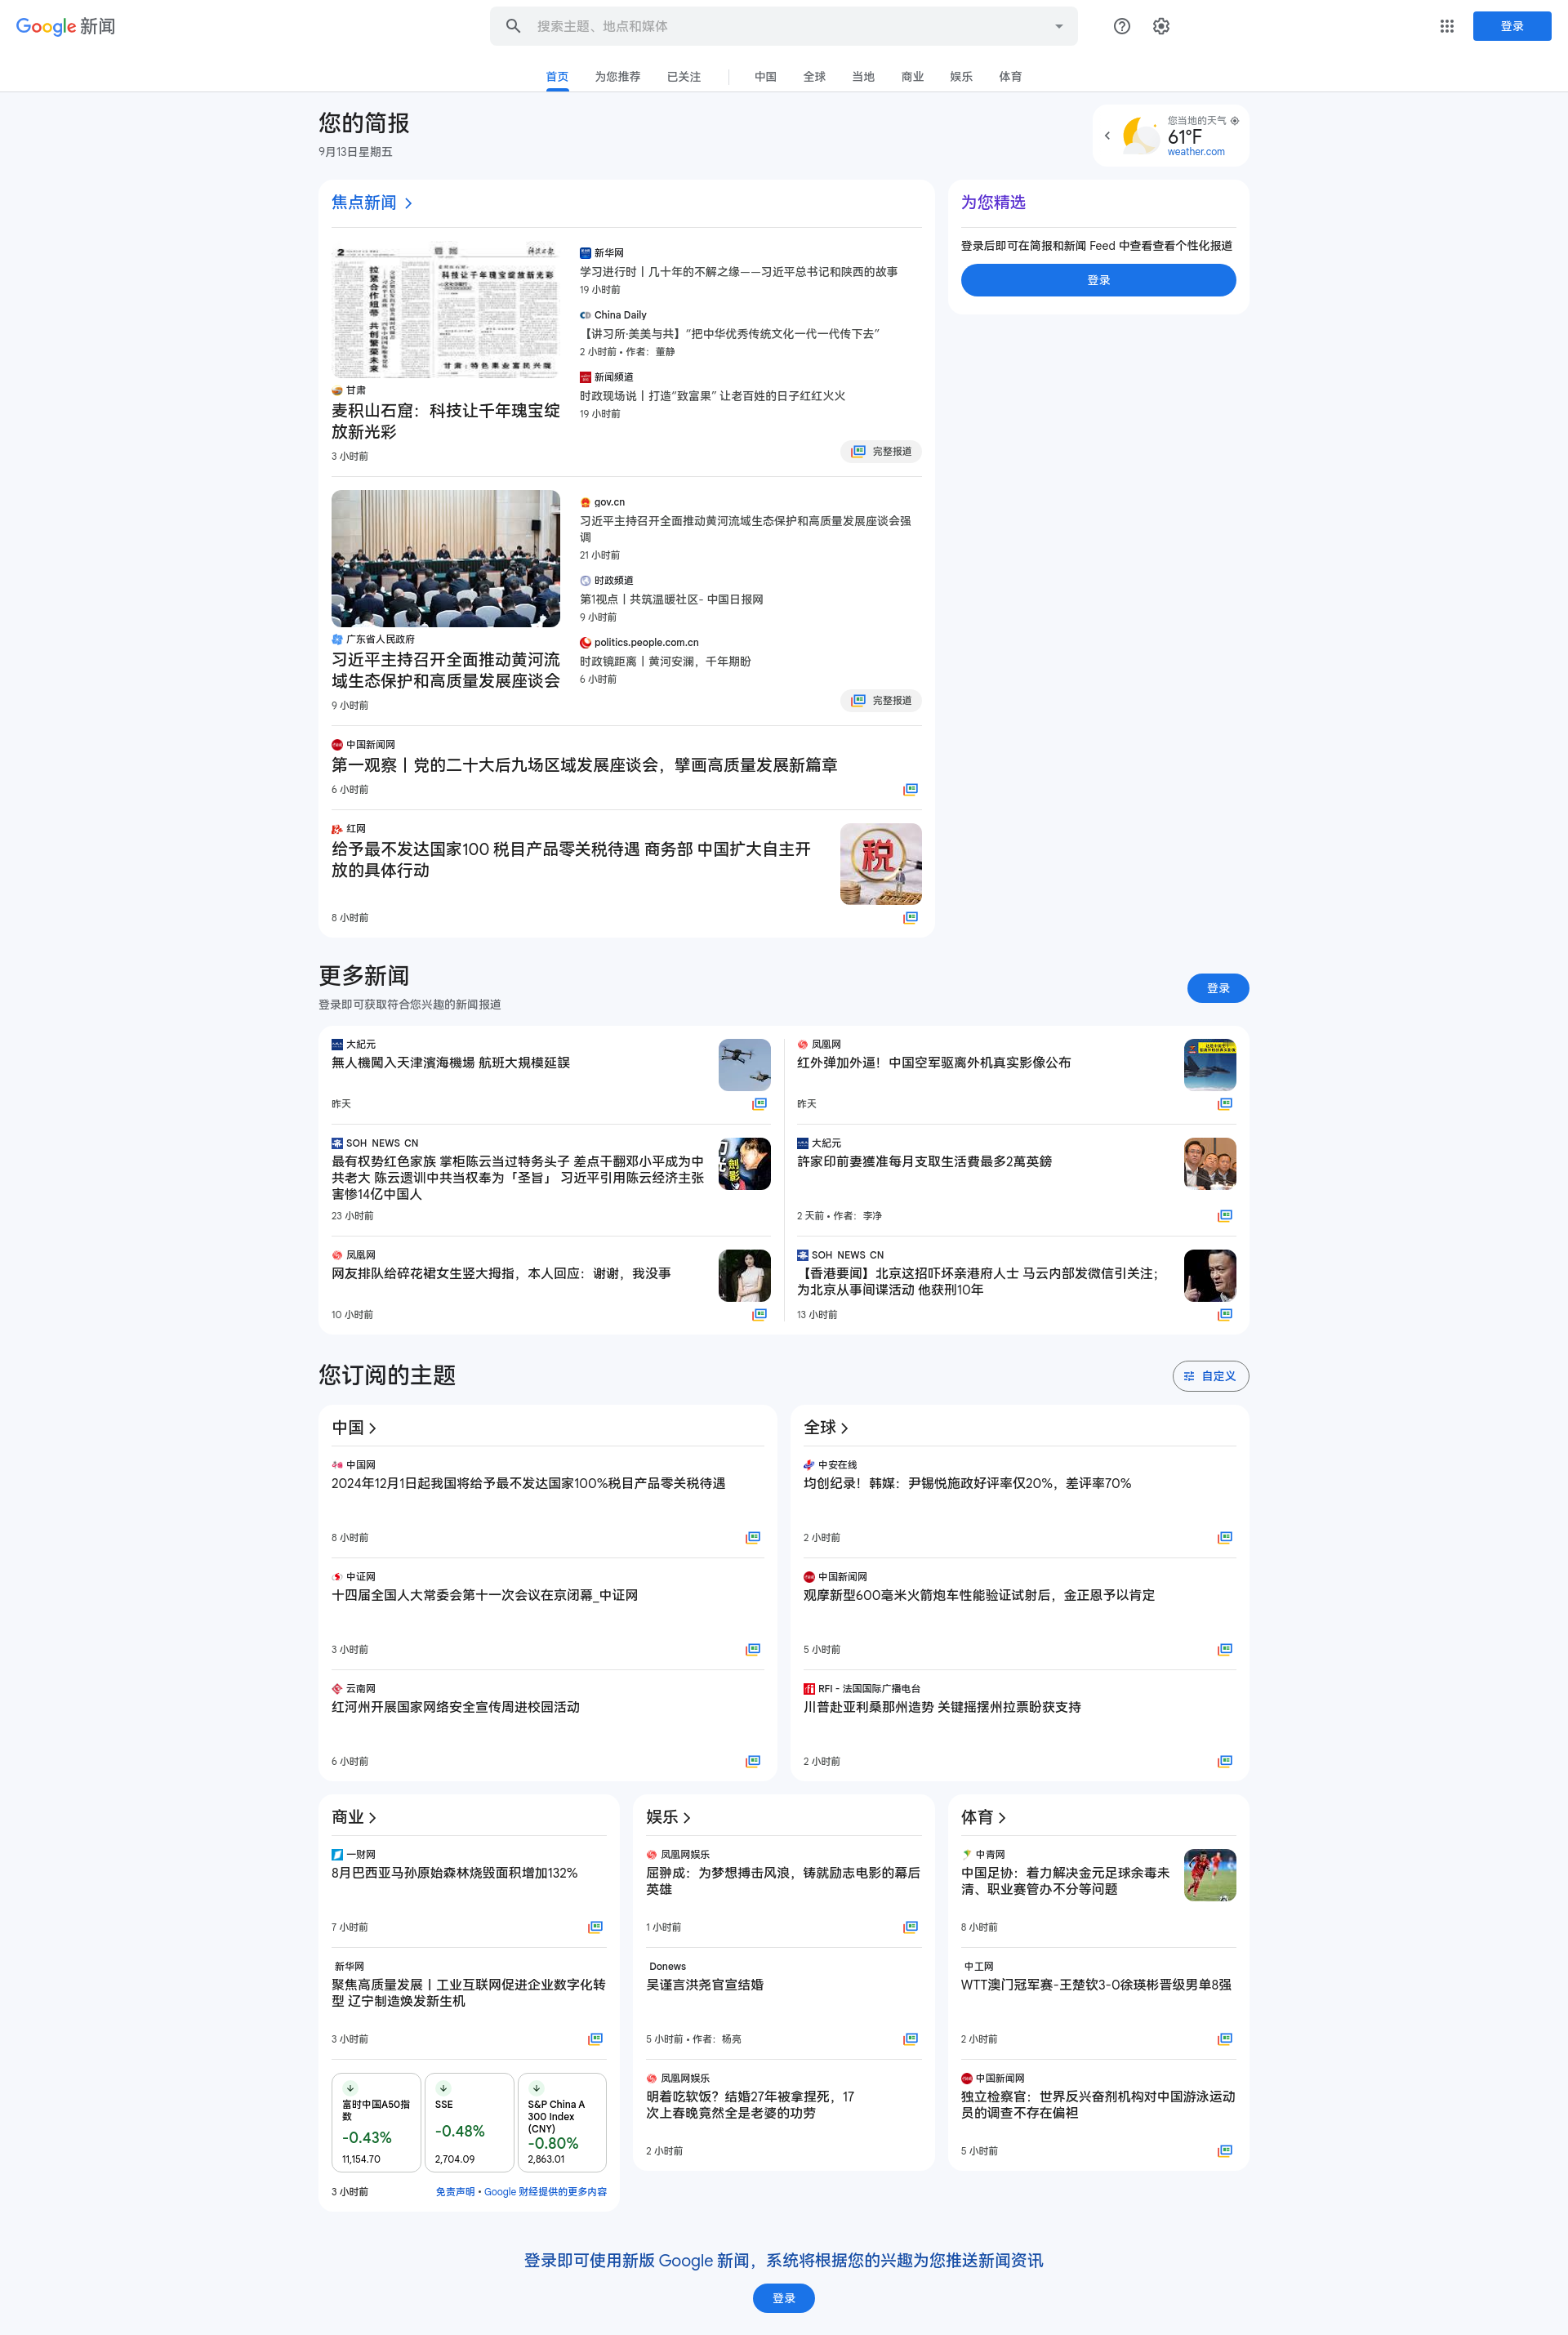 Google 新闻
搜索主题、地点和媒体
登录
首页
为您推荐
已关注
中国
全球
当地
商业
娱乐
体育
您的简报
9月13日星期五
您当地的天气
61°F
weather.com
焦点新闻
科技让千年瑰宝绽放新光彩
甘肃
麦积山石窟：科技让千年瑰宝绽
放新光彩
3 小时前
新华网
学习进行时丨几十年的不解之缘——习近平总书记和陕西的故事
19 小时前
China Daily
【讲习所·美美与共】“把中华优秀传统文化一代一代传下去”
2 小时前 • 作者：董静
新闻频道
时政现场说丨打造“致富果” 让老百姓的日子红红火火
19 小时前
完整报道
为您精选
登录后即可在简报和新闻 Feed 中查看查看个性化报道
登录
广东省人民政府
习近平主持召开全面推动黄河流
域生态保护和高质量发展座谈会
9 小时前
gov.cn
习近平主持召开全面推动黄河流域生态保护和高质量发展座谈会强
调
21 小时前
时政频道
第1视点丨共筑温暖社区- 中国日报网
9 小时前
politics.people.com.cn
时政镜距离丨黄河安澜，千年期盼
6 小时前
完整报道
中国新闻网
第一观察丨党的二十大后九场区域发展座谈会，擘画高质量发展新篇章
6 小时前
红网
给予最不发达国家100 税目产品零关税待遇 商务部 中国扩大自主开
放的具体行动
税
8 小时前
更多新闻
登录即可获取符合您兴趣的新闻报道
登录
大紀元
無人機闖入天津濱海機場 航班大規模延誤
昨天
凤凰网
红外弹加外逼！中国空军驱离外机真实影像公布
昨天
SOH NEWS CN
最有权势红色家族 掌柜陈云当过特务头子 差点干翻邓小平成为中
共老大 陈云遗训中共当权奉为「圣旨」 习近平引用陈云经济主张
害惨14亿中国人
23 小时前
大紀元
許家印前妻獲准每月支取生活費最多2萬英鎊
2 天前 • 作者：李净
凤凰网
网友排队给碎花裙女生竖大拇指，本人回应：谢谢，我没事
10 小时前
SOH NEWS CN
【香港要闻】北京这招吓坏亲港府人士 马云内部发微信引关注；
为北京从事间谍活动 他获刑10年
13 小时前
您订阅的主题
自定义
中国
中国网
2024年12月1日起我国将给予最不发达国家100%税目产品零关税待遇
8 小时前
中证网
十四届全国人大常委会第十一次会议在京闭幕_中证网
3 小时前
云南网
红河州开展国家网络安全宣传周进校园活动
6 小时前
全球
中安在线
均创纪录！韩媒：尹锡悦施政好评率仅20%，差评率70%
2 小时前
中国新闻网
观摩新型600毫米火箭炮车性能验证试射后，金正恩予以肯定
5 小时前
RFI - 法国国际广播电台
川普赴亚利桑那州造势 关键摇摆州拉票盼获支持
2 小时前
商业
一财网
8月巴西亚马孙原始森林烧毁面积增加132%
7 小时前
新华网
聚焦高质量发展丨工业互联网促进企业数字化转
型 辽宁制造焕发新生机
3 小时前
富时中国A50指
数
-0.43%
11,154.70
SSE
-0.48%
2,704.09
S&P China A
300 Index
(CNY)
-0.80%
2,863.01
3 小时前
免责声明 • Google 财经提供的更多内容
娱乐
凤凰网娱乐
屈翀成：为梦想搏击风浪，铸就励志电影的幕后
英雄
1 小时前
Donews
吴谨言洪尧官宣结婚
5 小时前 • 作者：杨亮
凤凰网娱乐
明着吃软饭？结婚27年被拿捏死，17
次上春晚竟然全是老婆的功劳
2 小时前
体育
中青网
中国足协：着力解决金元足球余毒未
清、职业赛管办不分等问题
8 小时前
中工网
WTT澳门冠军赛-王楚钦3-0徐瑛彬晋级男单8强
2 小时前
中国新闻网
独立检察官：世界反兴奋剂机构对中国游泳运动
员的调查不存在偏袒
5 小时前
登录即可使用新版 Google 新闻，系统将根据您的兴趣为您推送新闻资讯
登录